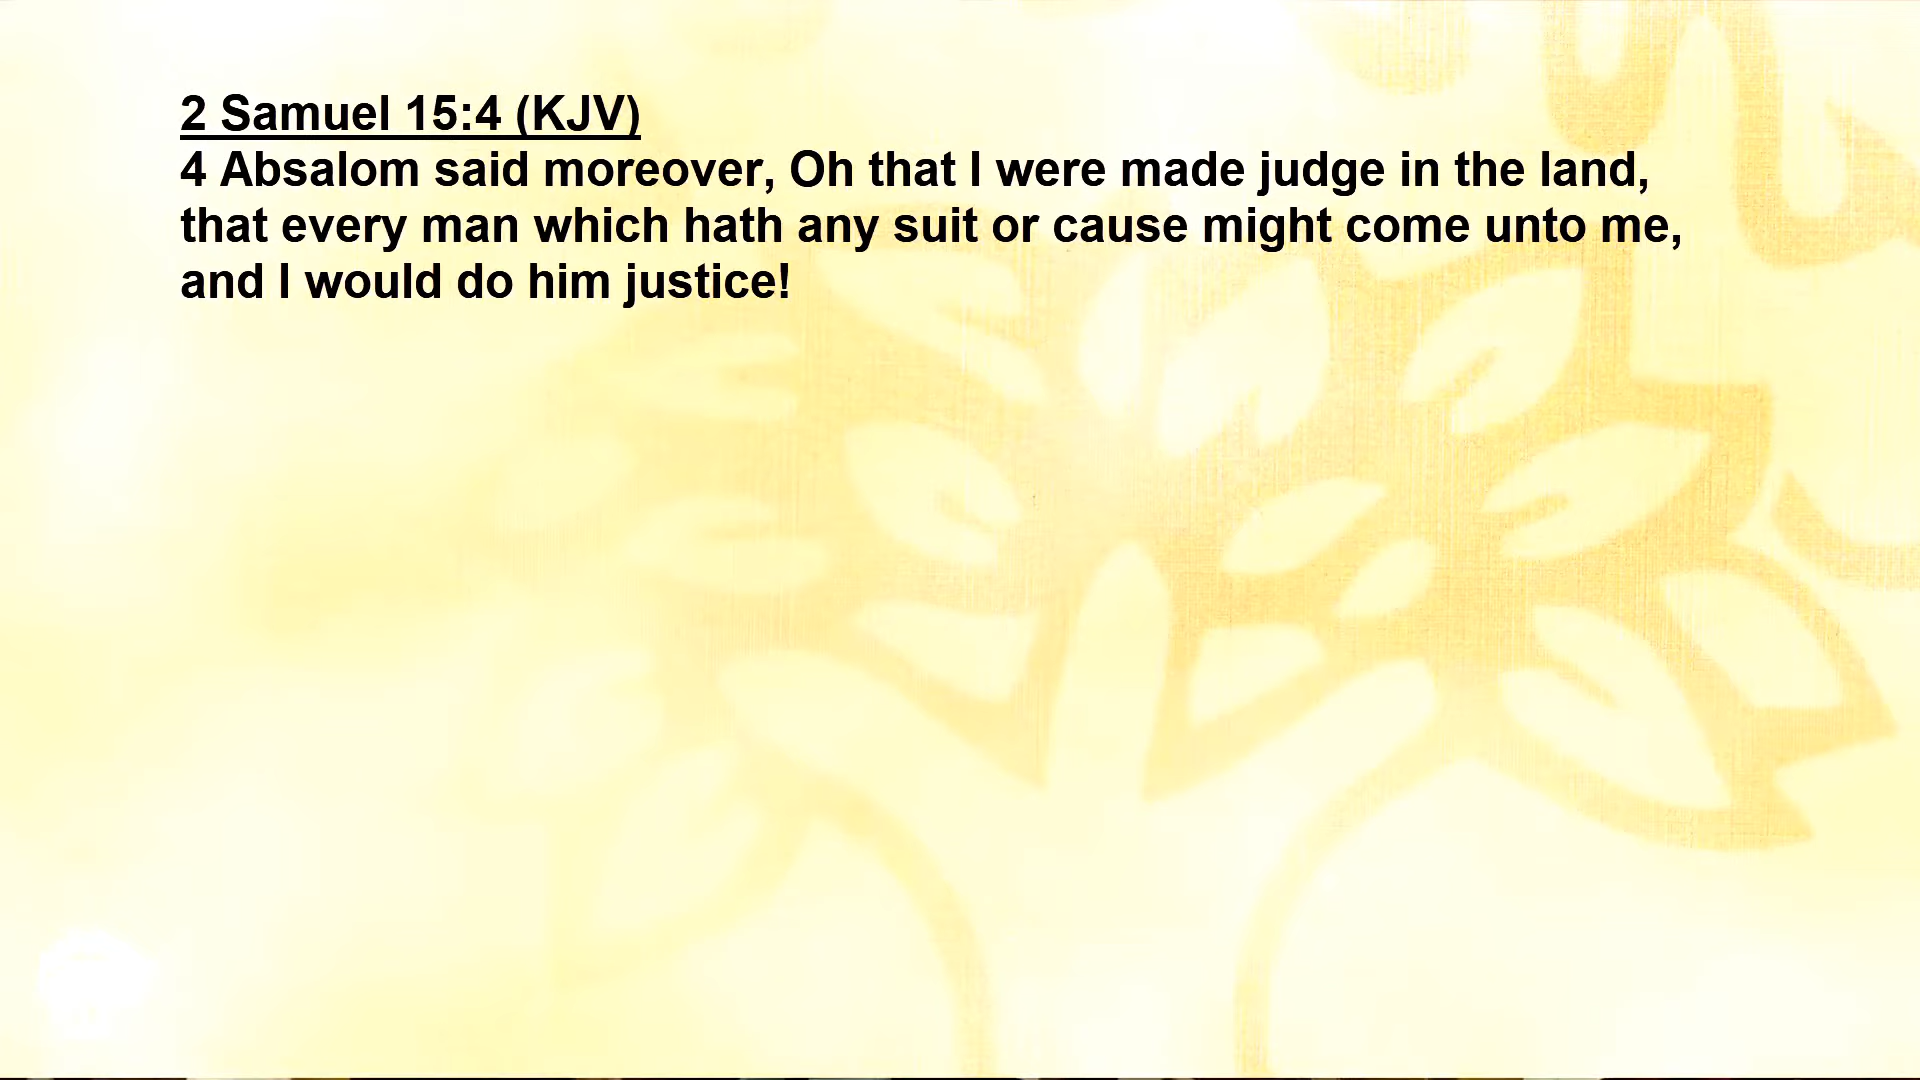 2 Samuel 15:4 (KJV)
4 Absalom said moreover, Oh that I were made judge in the land,
that every man which hath any suit or cause might come unto me,
and I would do him justice!